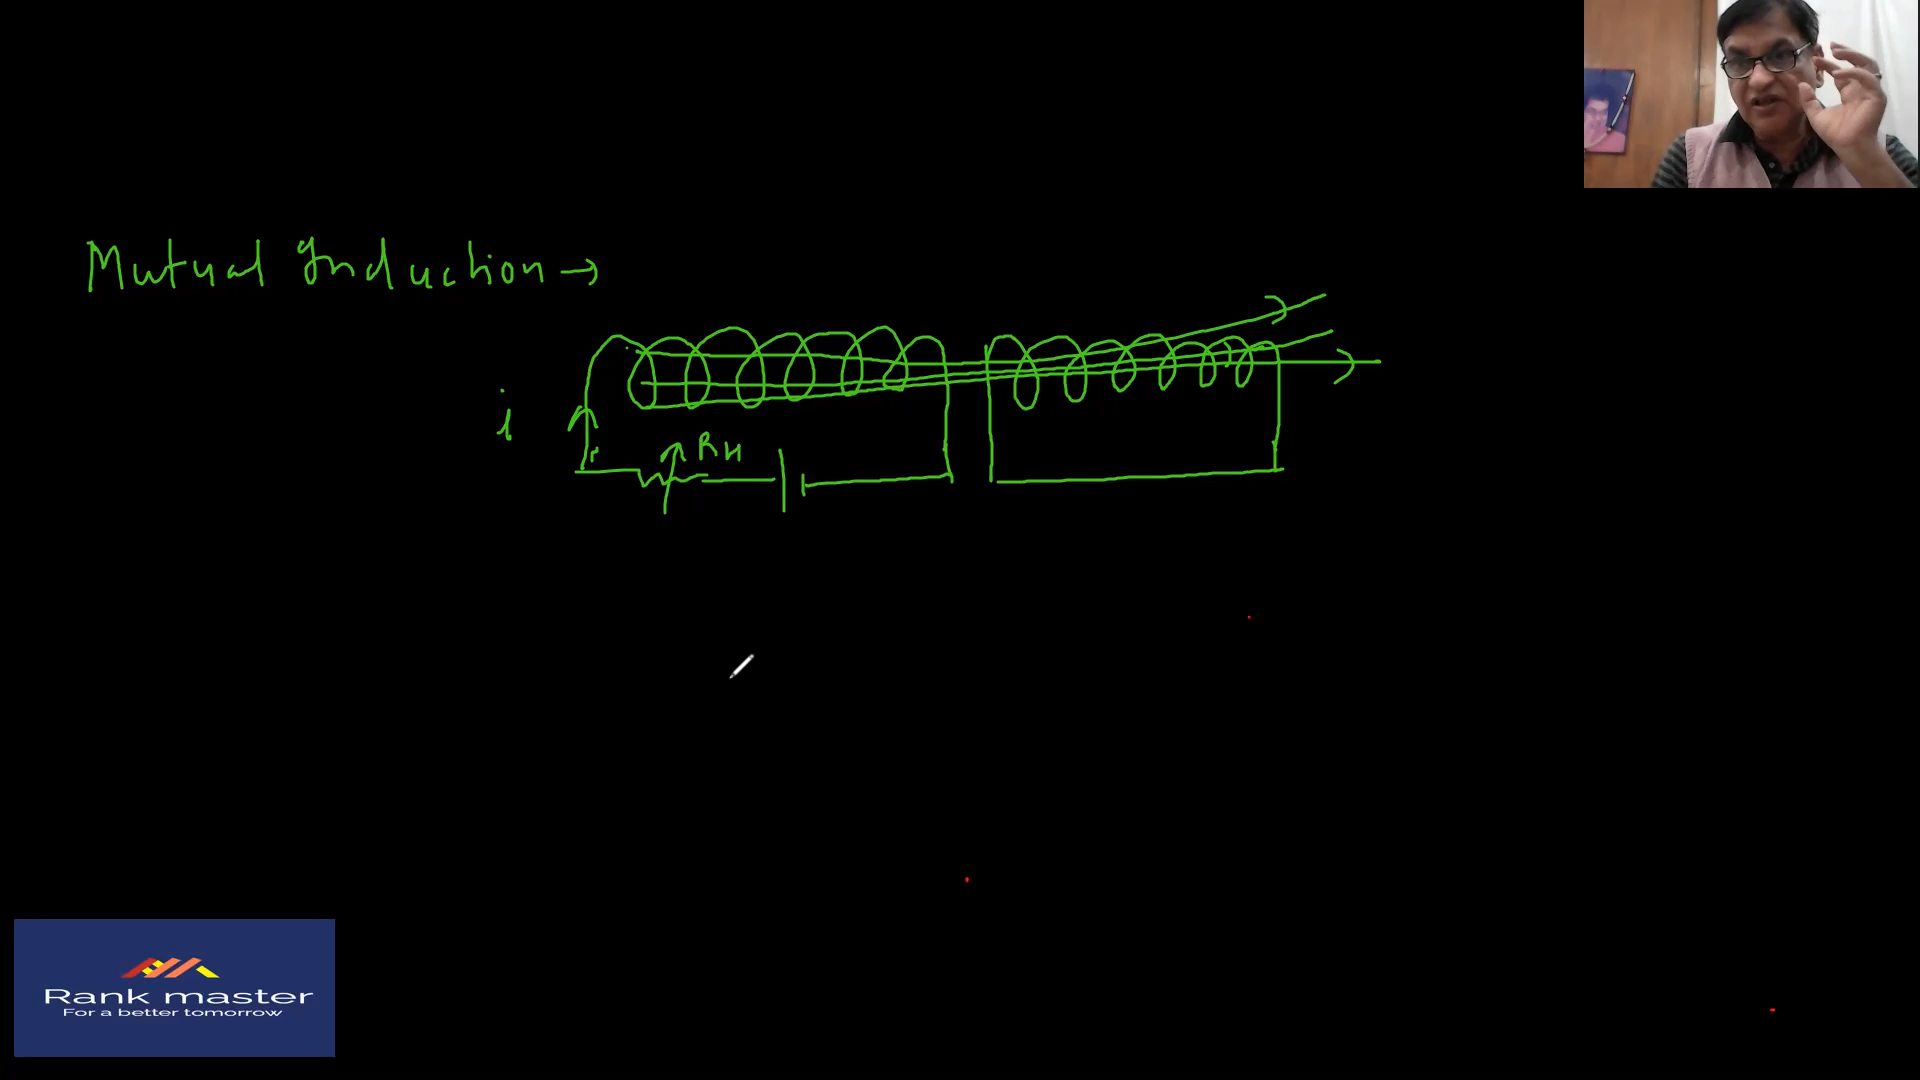 Mutual Induction →
i
RH
Rank master
For a better tomorrow